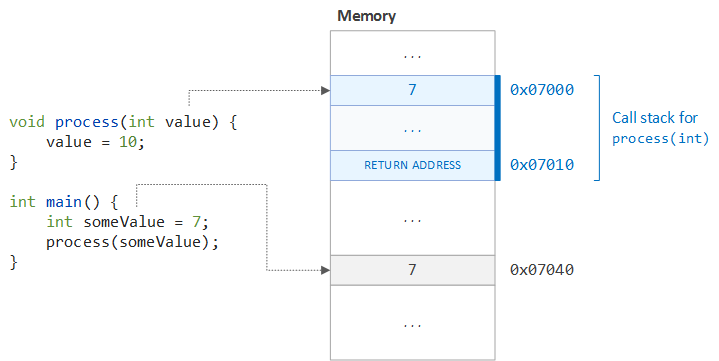 Memory
...
7 0x07000
void process(int value) {
value = 10;
}
... 
Call stack for
process(int)
RETURN ADDRESS 0x07010
int main() {
int someValue = 7;
process(someValue);
}
...
7 0x07040
...